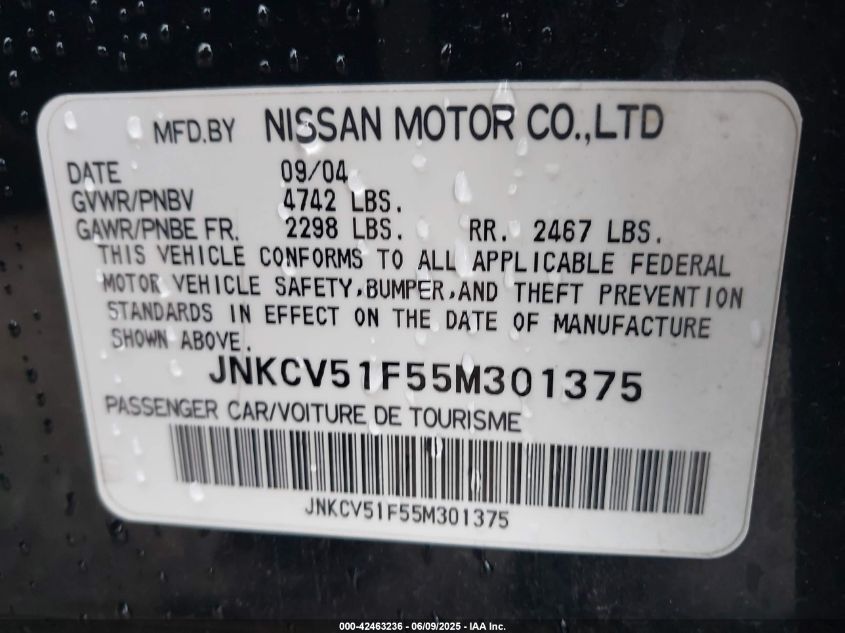 MFD.BY NISSAN MOTOR CO.,LTD
DATE 09/04
GVWR/PNBV 4742 LBS.
GAWR/PNBE FR. 2298 LBS. RR. 2467 LBS.
THIS VEHICLE CONFORMS TO ALL APPLICABLE FEDERAL
MOTOR VEHICLE SAFETY,BUMPER,AND THEFT PREVENTION
STANDARDS IN EFFECT ON THE DATE OF MANUFACTURE
SHOWN ABOVE.
JNKCV51F55M301375
PASSENGER CAR/VOITURE DE TOURISME
JNKCV51F55M301375
000-42463236 - 06/09/2025 - IAA Inc.